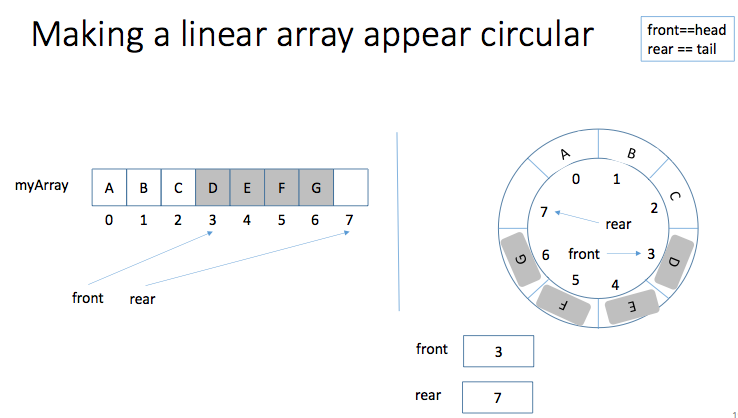 Making a linear array appear circular
front==head
rear == tail
myArray
A B C D E F G
0 1 2 3 4 5 6 7
front rear
A B C D E F G
0 1 2 3 4 5 6 7
rear
front
front 3
rear 7
1